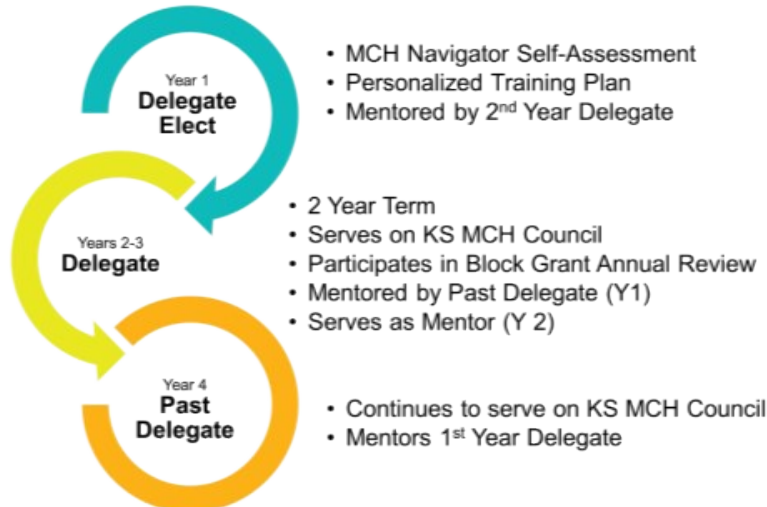 Year 1
Delegate
Elect
• MCH Navigator Self-Assessment
• Personalized Training Plan
• Mentored by 2nd Year Delegate
Years 2-3
Delegate
• 2 Year Term
• Serves on KS MCH Council
• Participates in Block Grant Annual Review
• Mentored by Past Delegate (Y1)
• Serves as Mentor (Y 2)
Year 4
Past
Delegate
• Continues to serve on KS MCH Council
• Mentors 1st Year Delegate